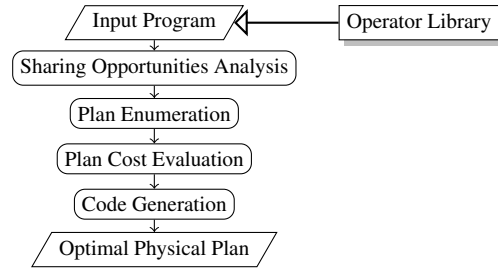 Input Program
Operator Library
Sharing Opportunities Analysis
Plan Enumeration
Plan Cost Evaluation
Code Generation
Optimal Physical Plan